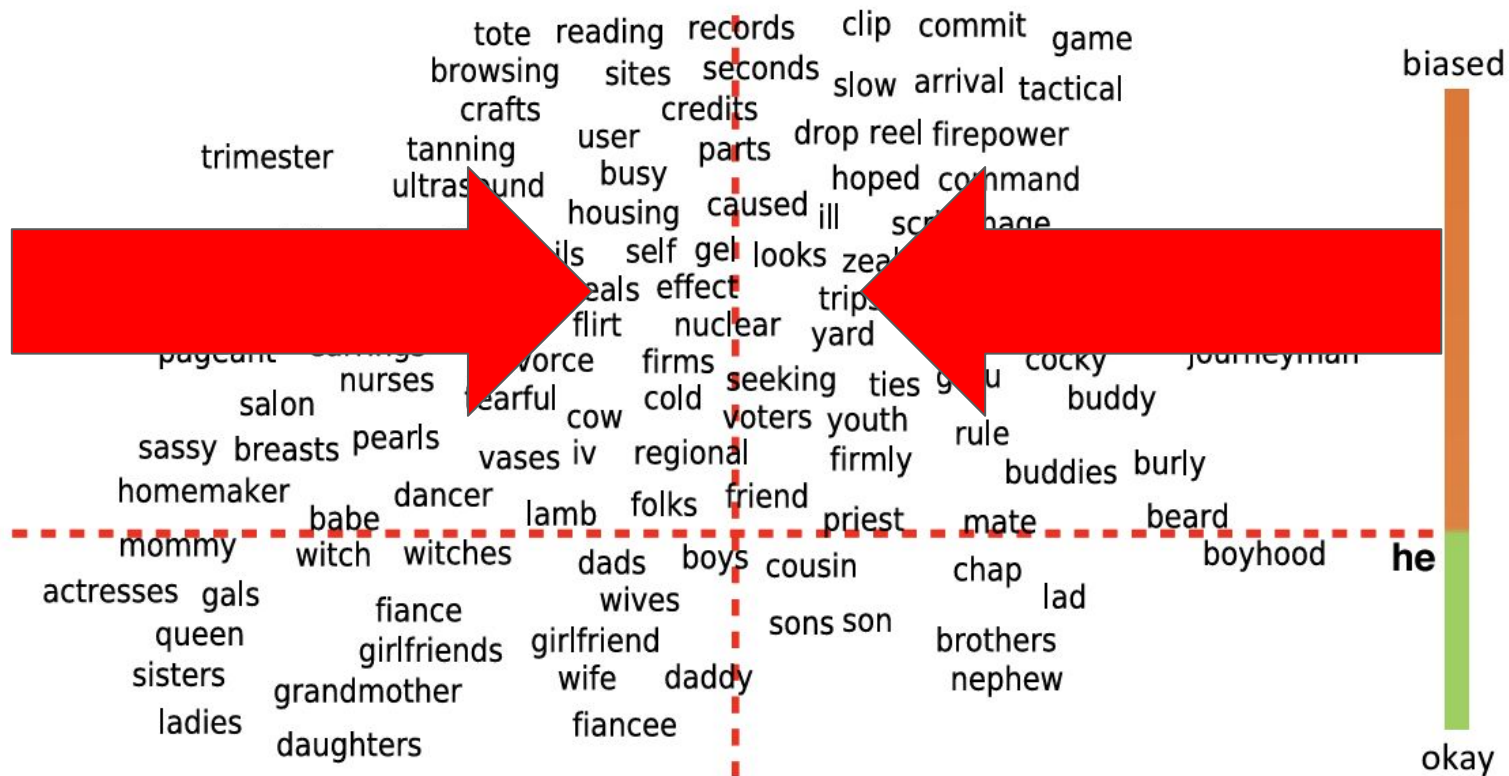 tote reading records clip commit game
biased
browsing sites seconds slow arrival tactical
crafts credits
user drop reel firepower
trimester tanning parts
ultrasound busy hoped command
housing caused ill
self gel looks
effect trips
flirt nuclear yard
firms cocky
nurses seeking ties
salon cold buddy
cow voters youth
sassy breasts pearls rule
vases iv regional firmly buddies burly
homemaker dancer friend
babe lamb folks priest mate beard
mommy witch witches dads boys cousin chap boyhood he
actresses gals wives lad
fiance sons son
queen girlfriends girlfriend brothers
sisters grandmother wife daddy nephew
ladies fiancee
daughters
okay